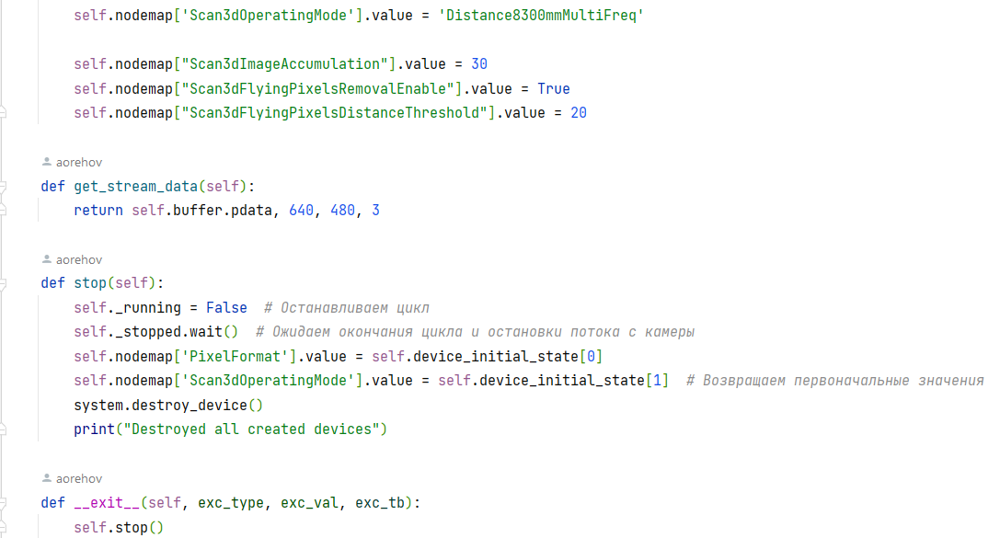 self.nodemap['Scan3dOperatingMode'].value = 'Distance8300mmMultiFreq'
self.nodemap["Scan3dImageAccumulation"].value = 30
self.nodemap["Scan3dFlyingPixelsRemovalEnable"].value = True
self.nodemap["Scan3dFlyingPixelsDistanceThreshold"].value = 20
aorehov
def get_stream_data(self):
return self.buffer.pdata, 640, 480, 3
aorehov
def stop(self):
self._running = False  # Останавливаем цикл
self._stopped.wait()  # Ожидаем окончания цикла и остановки потока с камеры
self.nodemap['PixelFormat'].value = self.device_initial_state[0]
self.nodemap['Scan3dOperatingMode'].value = self.device_initial_state[1]  # Возвращаем первоначальные значения
system.destroy_device()
print("Destroyed all created devices")
aorehov
def __exit__(self, exc_type, exc_val, exc_tb):
self.stop()